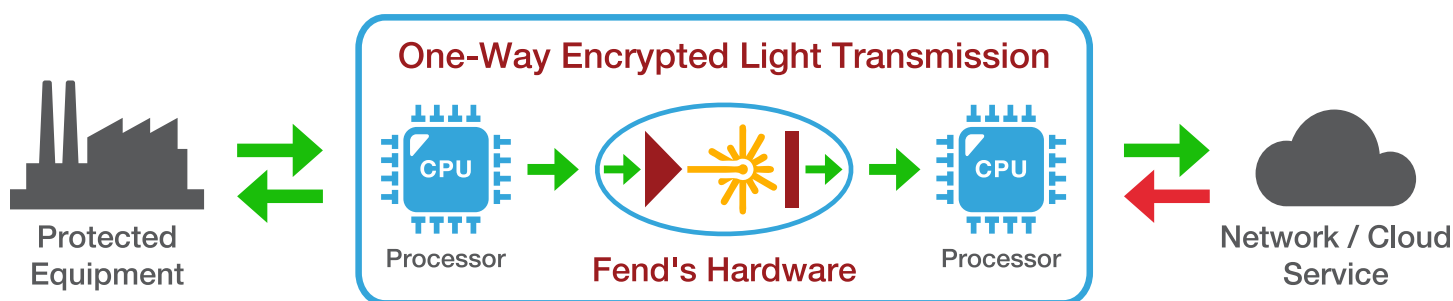 One-Way Encrypted Light Transmission
CPU
CPU
Processor
Processor
Fend's Hardware
Protected
Equipment
Network / Cloud
Service